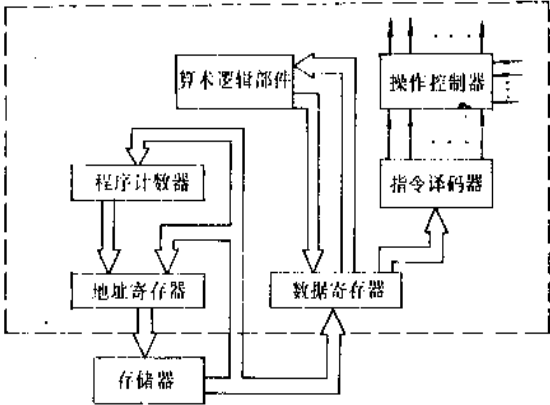 算术逻辑部件
操作控制器
程序计数器
指令译码器
地址寄存器
数据寄存器
存储器